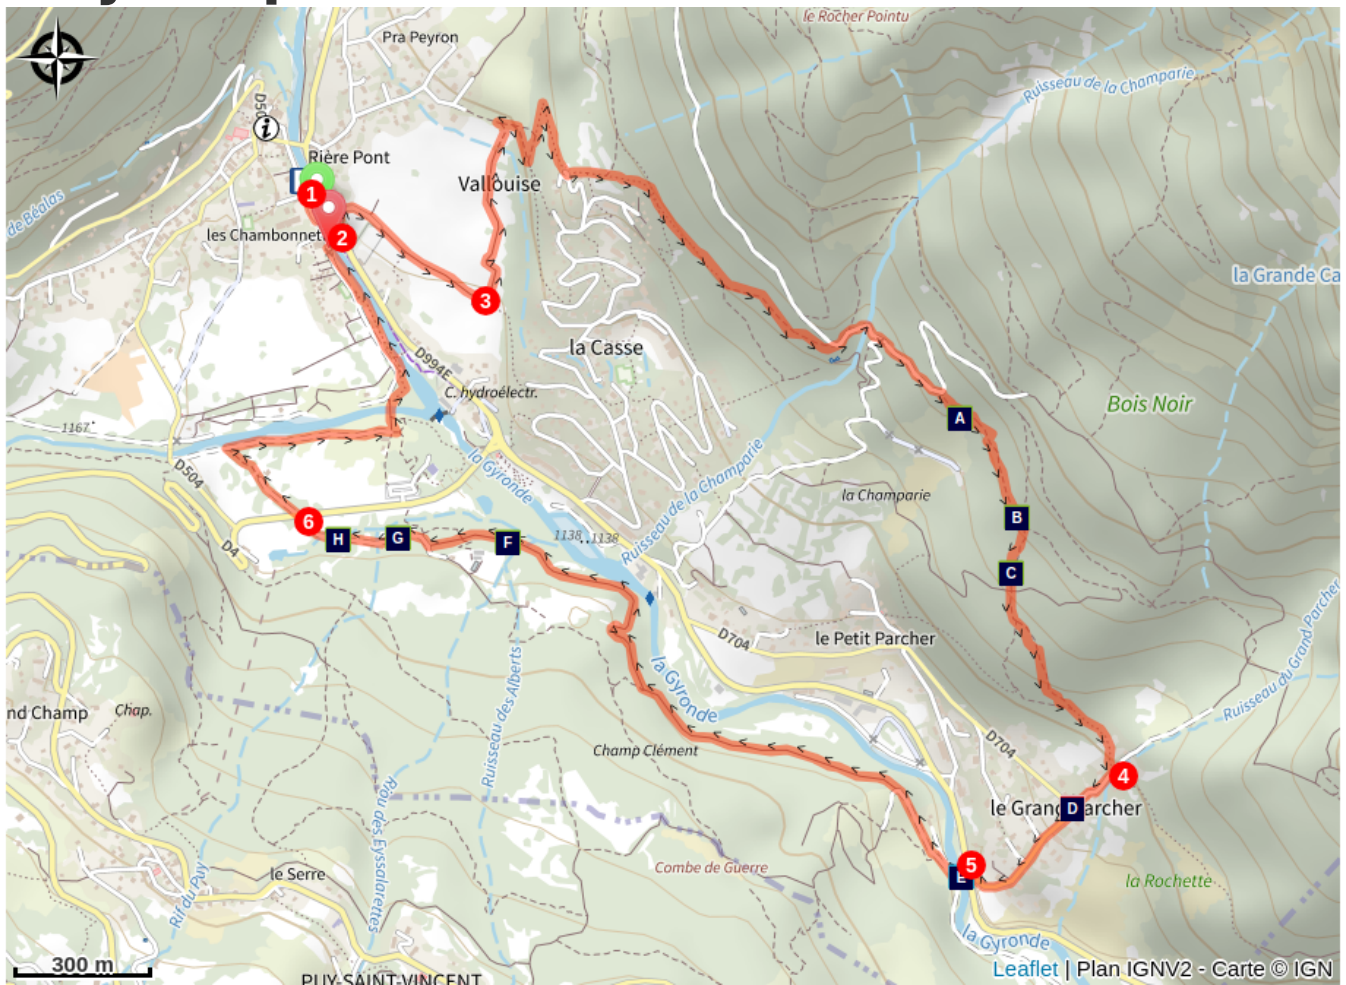 le Rocher Pointu
Pra Peyron
Ruisseau de la Champarie
i
Rière Pont
1
Vallouise
de Béalas
les Chambonnet
2
la Grande Ca
3
la Casse
D994E
C. hydroélectr.
Bois Noir
A
1167
D504
la Gyronde
Ruisseau de la Champarie
la Champarie
6
H
G
F
1138
1138
B
D4
C
Ruisseau du Grand Parcher
D704
le Petit Parcher
la Gyronde
Ruisseau des Alberts
nd Champ
Chap.
Champ Clément
D704
4
le Grand Parcher
D
Riou des Eyssalrettes
Combe de Guerre
5
E
le Serre
la Rochette
Rif du Puy
la Gyronde
300 m
PUY-SAINT-VINCENT
Leaflet | Plan IGNV2 - Carte © IGN